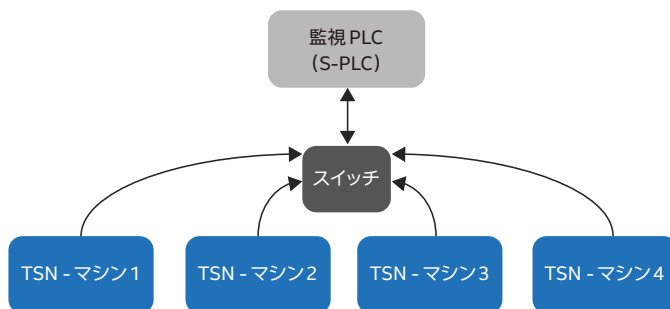 監視 PLC
(S-PLC)
スイッチ
TSN - マシン 1
TSN - マシン 2
TSN - マシン 3
TSN - マシン 4